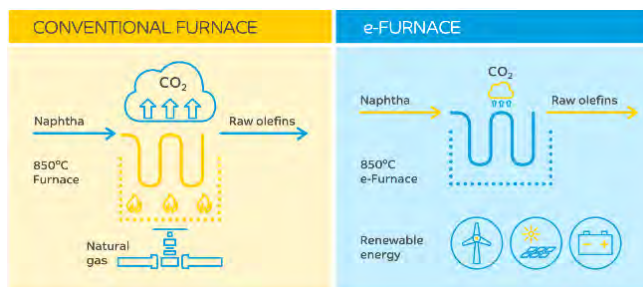 CONVENTIONAL FURNACE
CO₂
Naphtha
Raw olefins
850°C
Furnace
Natural
gas
e-FURNACE
CO₂
Naphtha
Raw olefins
850°C
e-Furnace
Renewable
energy